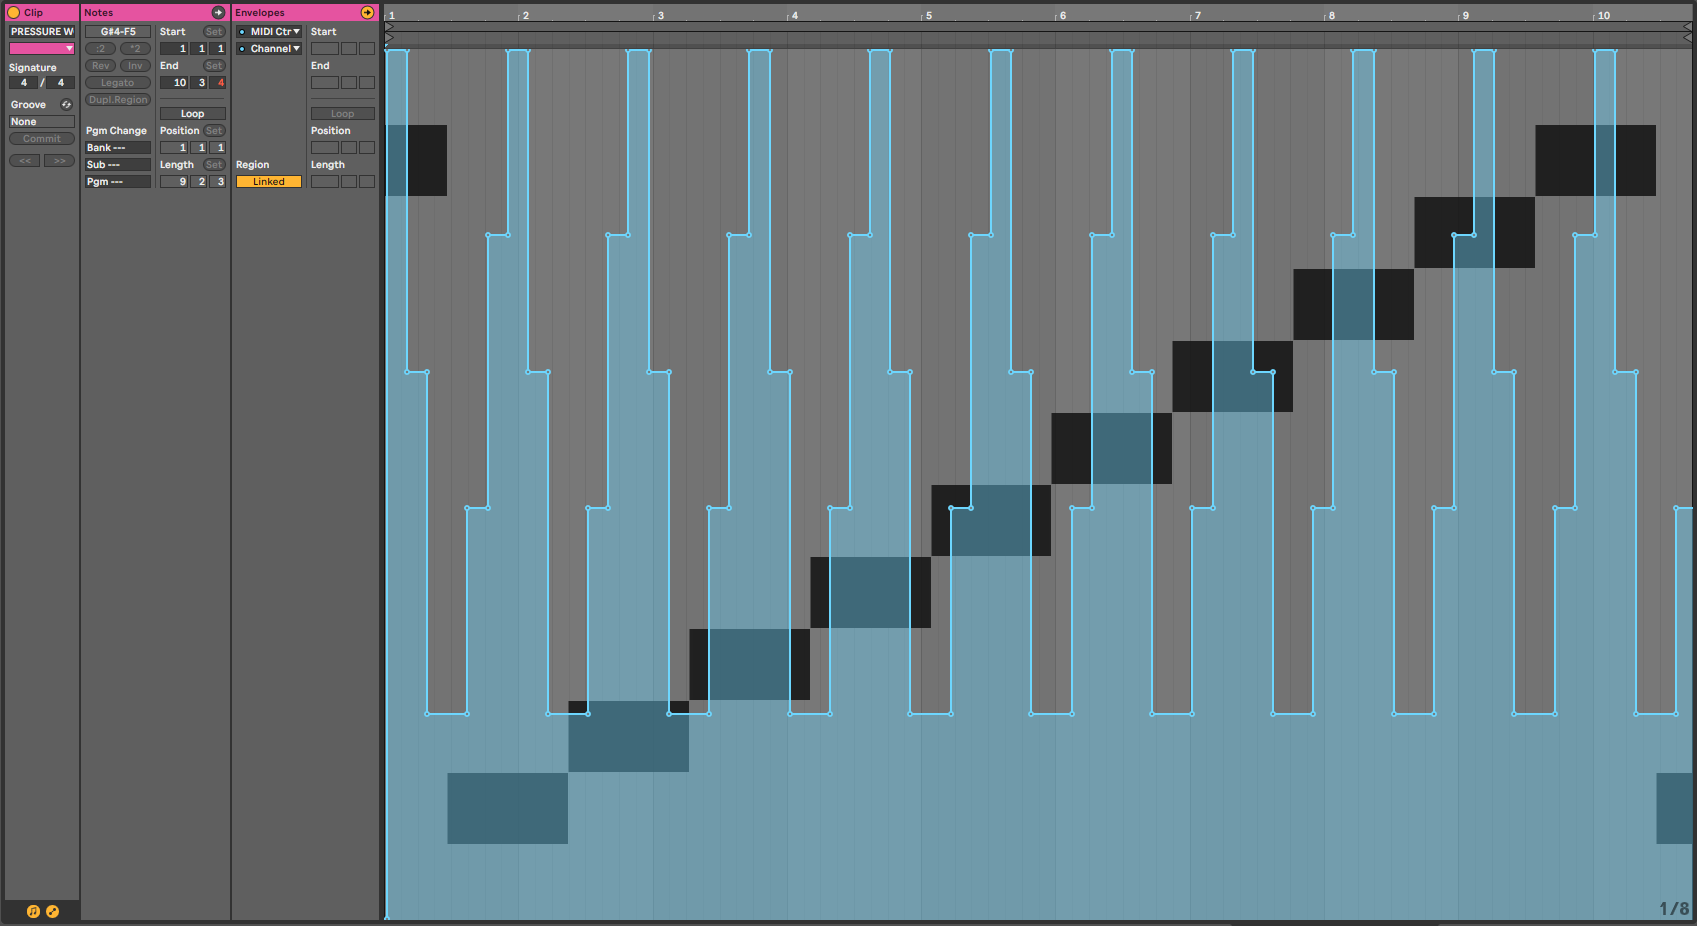 Clip
PRESSURE W
Signature
4 / 4
Groove
None
Commit
<< >>
Notes
G#4-F5
:2 *2
Rev Inv
Legato
Dupl.Region
Pgm Change
Bank ---
Sub ---
Pgm ---
Start Set
1 1 1
End Set
10 3 4
Loop
Position Set
1 1 1
Length Set
9 2 3
Envelopes
MIDI Ctr
Channel
Region
Linked
Start
End
Loop
Position
Length
1 2 3 4 5 6 7 8 9 10
1/8